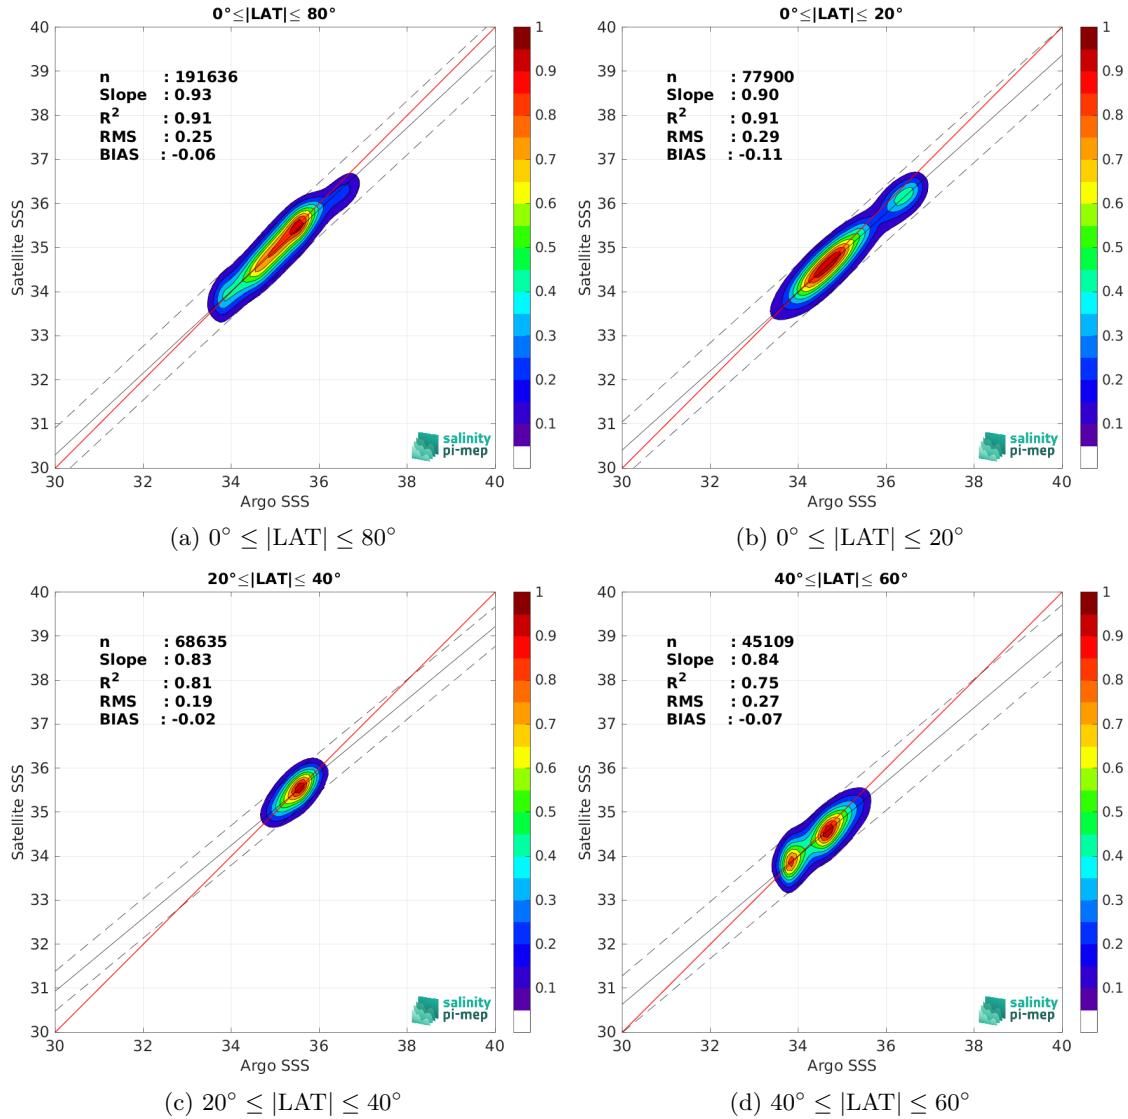 0°≤|LAT|≤ 80°
40
39
38
37
36
35
34
33
32
31
30
Satellite SSS
n : 191636
Slope : 0.93
R² : 0.91
RMS : 0.25
BIAS : -0.06
salinity
pi-mep
30 32 34 36 38 40
Argo SSS
1
0.9
0.8
0.7
0.6
0.5
0.4
0.3
0.2
0.1
(a) 0° ≤ |LAT| ≤ 80°
0°≤|LAT|≤ 20°
40
39
38
37
36
35
34
33
32
31
30
Satellite SSS
n : 77900
Slope : 0.90
R² : 0.91
RMS : 0.29
BIAS : -0.11
salinity
pi-mep
30 32 34 36 38 40
Argo SSS
1
0.9
0.8
0.7
0.6
0.5
0.4
0.3
0.2
0.1
(b) 0° ≤ |LAT| ≤ 20°
20°≤|LAT|≤ 40°
40
39
38
37
36
35
34
33
32
31
30
Satellite SSS
n : 68635
Slope : 0.83
R² : 0.81
RMS : 0.19
BIAS : -0.02
salinity
pi-mep
30 32 34 36 38 40
Argo SSS
1
0.9
0.8
0.7
0.6
0.5
0.4
0.3
0.2
0.1
(c) 20° ≤ |LAT| ≤ 40°
40°≤|LAT|≤ 60°
40
39
38
37
36
35
34
33
32
31
30
Satellite SSS
n : 45109
Slope : 0.84
R² : 0.75
RMS : 0.27
BIAS : -0.07
salinity
pi-mep
30 32 34 36 38 40
Argo SSS
1
0.9
0.8
0.7
0.6
0.5
0.4
0.3
0.2
0.1
(d) 40° ≤ |LAT| ≤ 60°